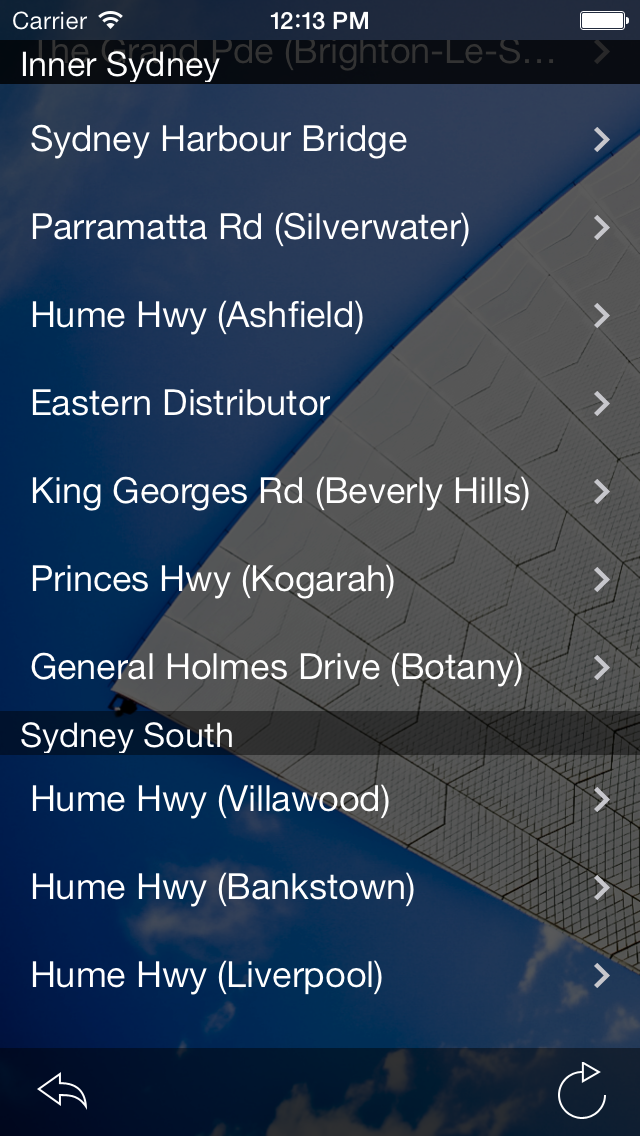 Carrier 12:13 PM
The Grand Pde (Brighton-Le-S...
Inner Sydney
Sydney Harbour Bridge
Parramatta Rd (Silverwater)
Hume Hwy (Ashfield)
Eastern Distributor
King Georges Rd (Beverly Hills)
Princes Hwy (Kogarah)
General Holmes Drive (Botany)
Sydney South
Hume Hwy (Villawood)
Hume Hwy (Bankstown)
Hume Hwy (Liverpool)